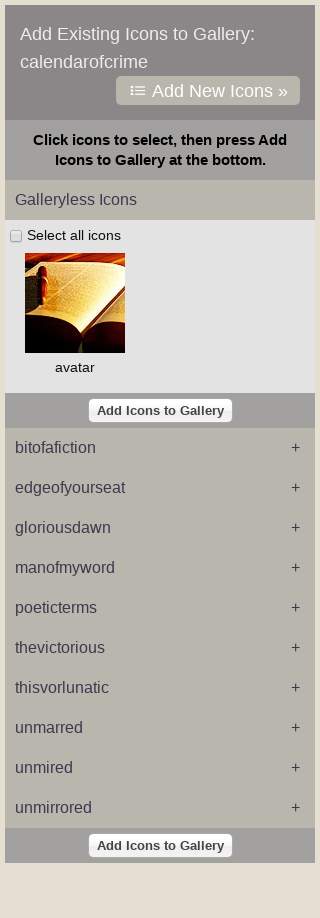 Add Existing Icons to Gallery:
calendarofcrime
Add New Icons »
Click icons to select, then press Add
Icons to Gallery at the bottom.
Galleryless Icons
Select all icons
avatar
Add Icons to Gallery
bitofafiction +
edgeofyourseat +
gloriousdawn +
manofmyword +
poeticterms +
thevictorious +
thisvorlunatic +
unmarred +
unmired +
unmirrored +
Add Icons to Gallery